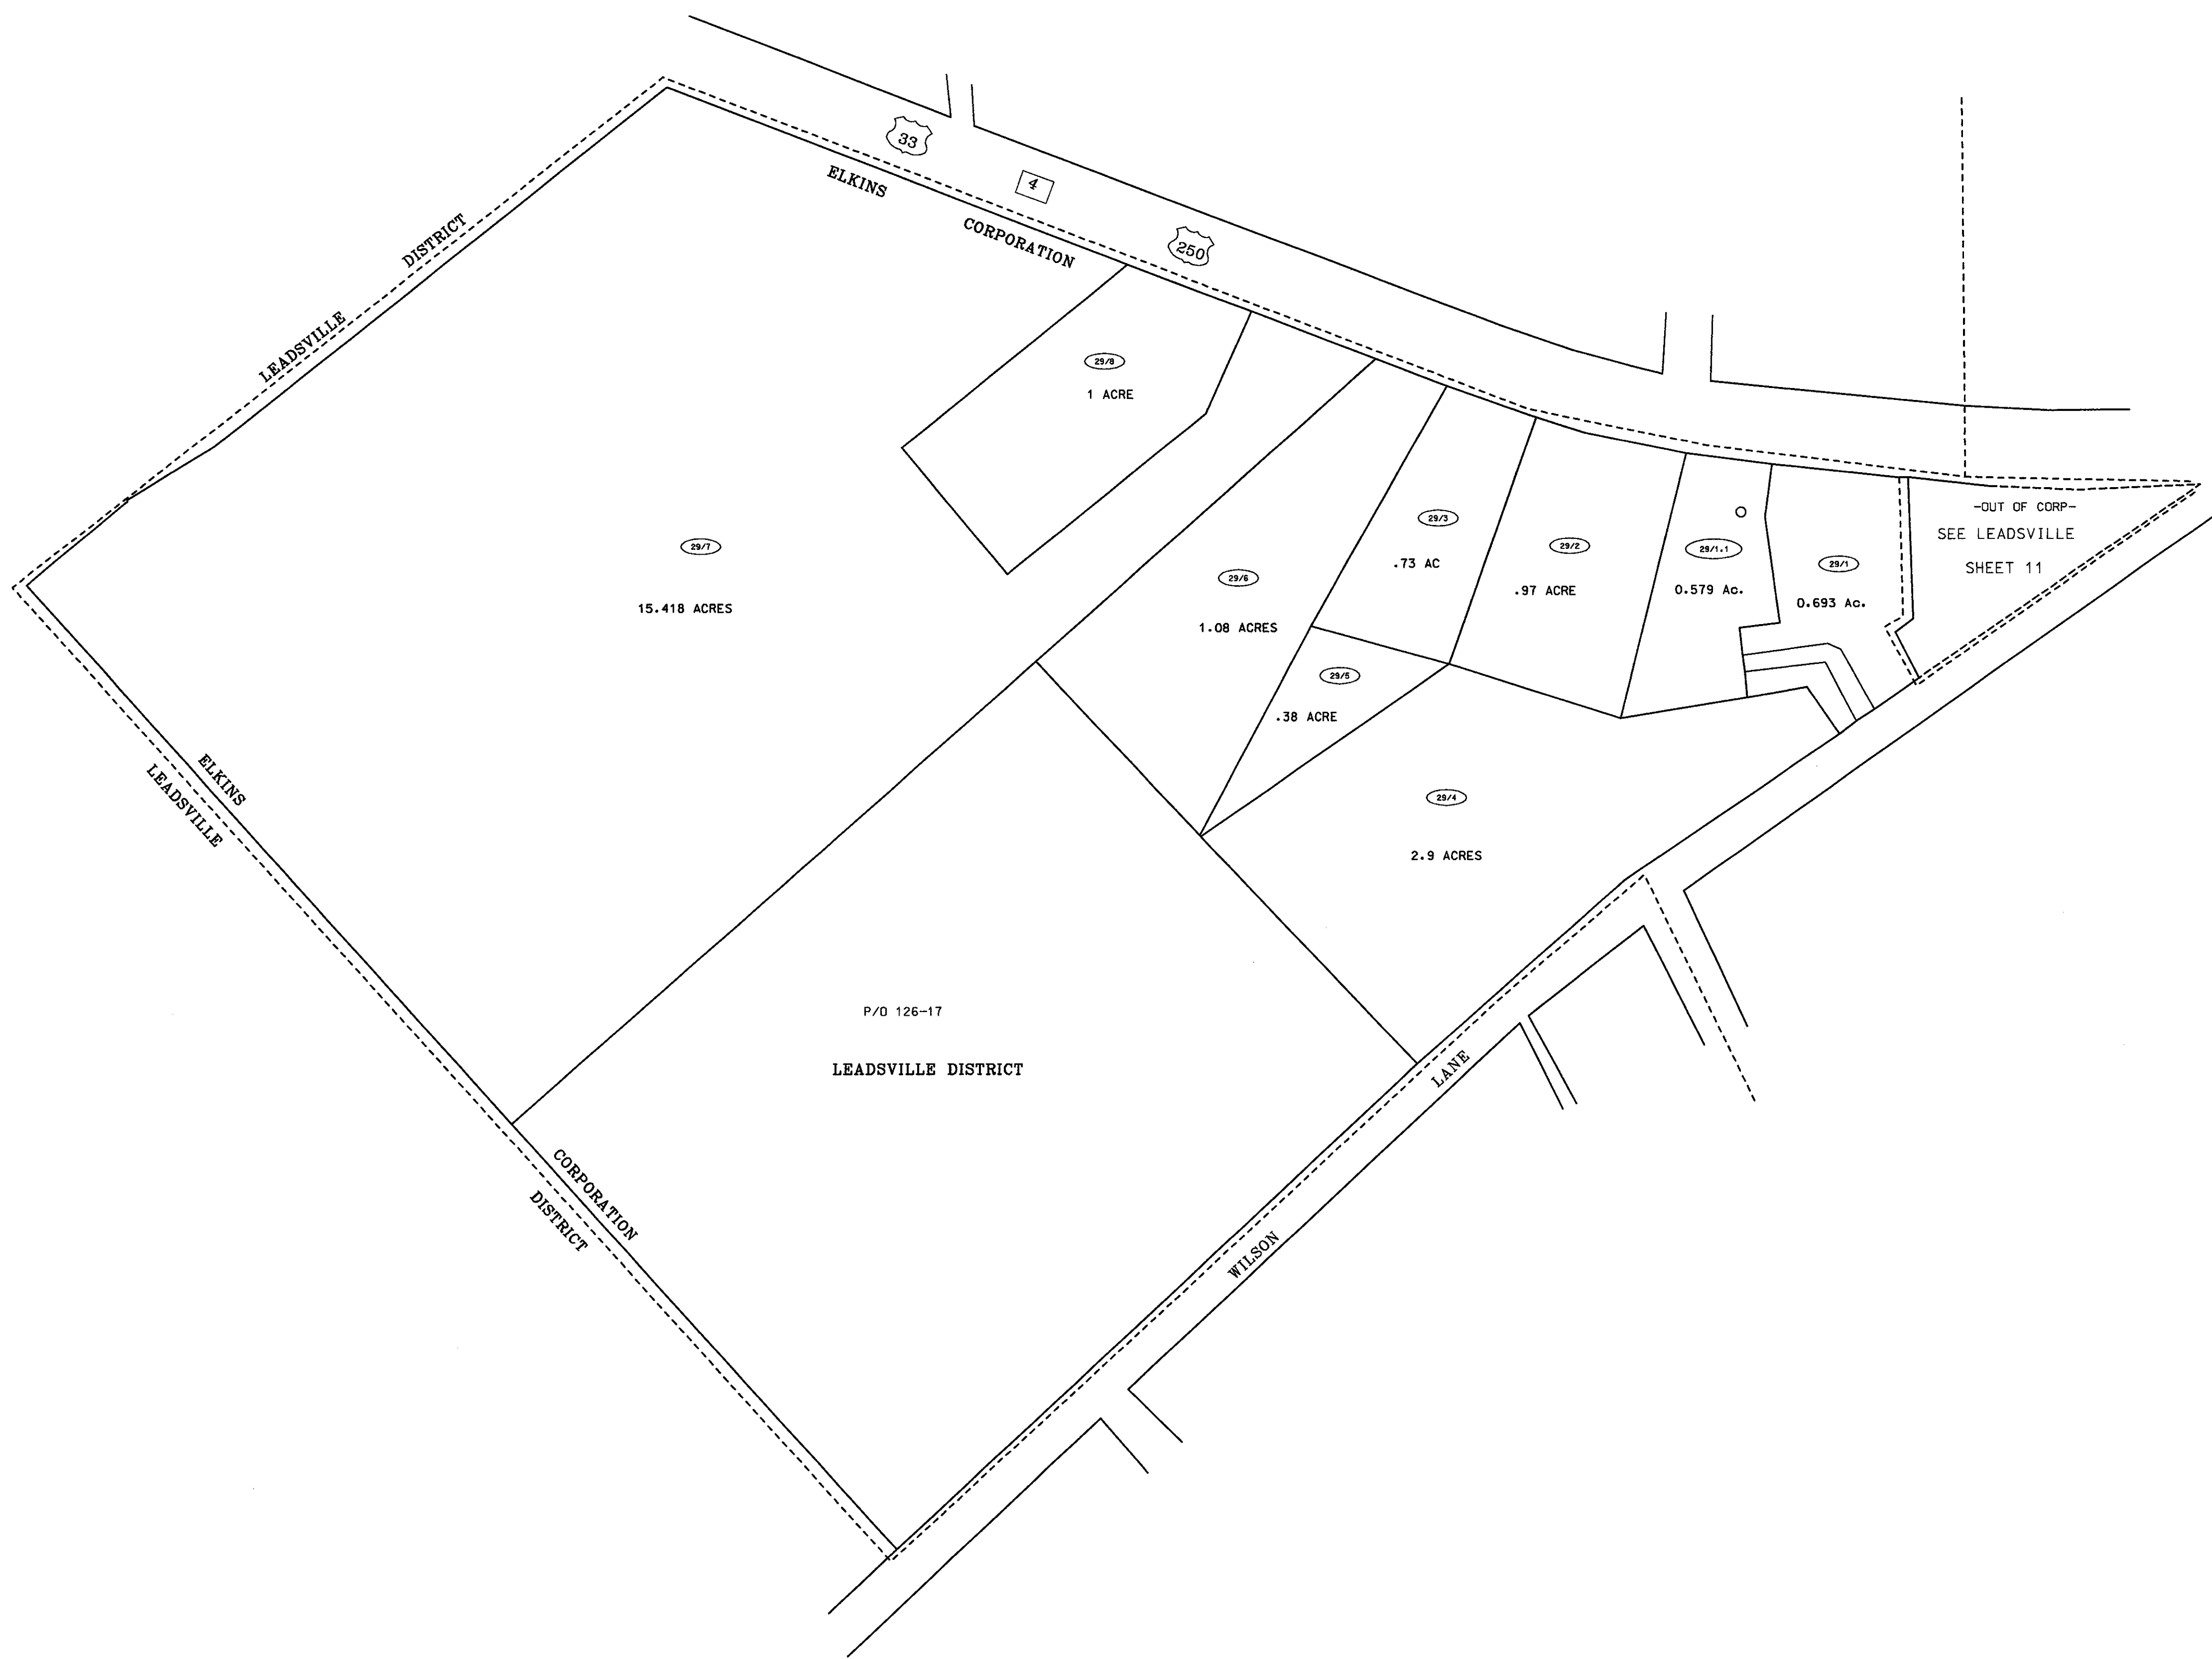 33
4
250
ELKINS CORPORATION
LEADSVILLE DISTRICT
29/8
1 ACRE
29/7
15.418 ACRES
29/6
1.08 ACRES
29/3
.73 AC
29/2
.97 ACRE
29/1.1
0.579 Ac.
29/1
0.693 Ac.
-OUT OF CORP-
SEE LEADSVILLE
SHEET 11
29/5
.38 ACRE
29/4
2.9 ACRES
ELKINS CORPORATION
LEADSVILLE DISTRICT
P/O 126-17
LEADSVILLE DISTRICT
WILSON LANE